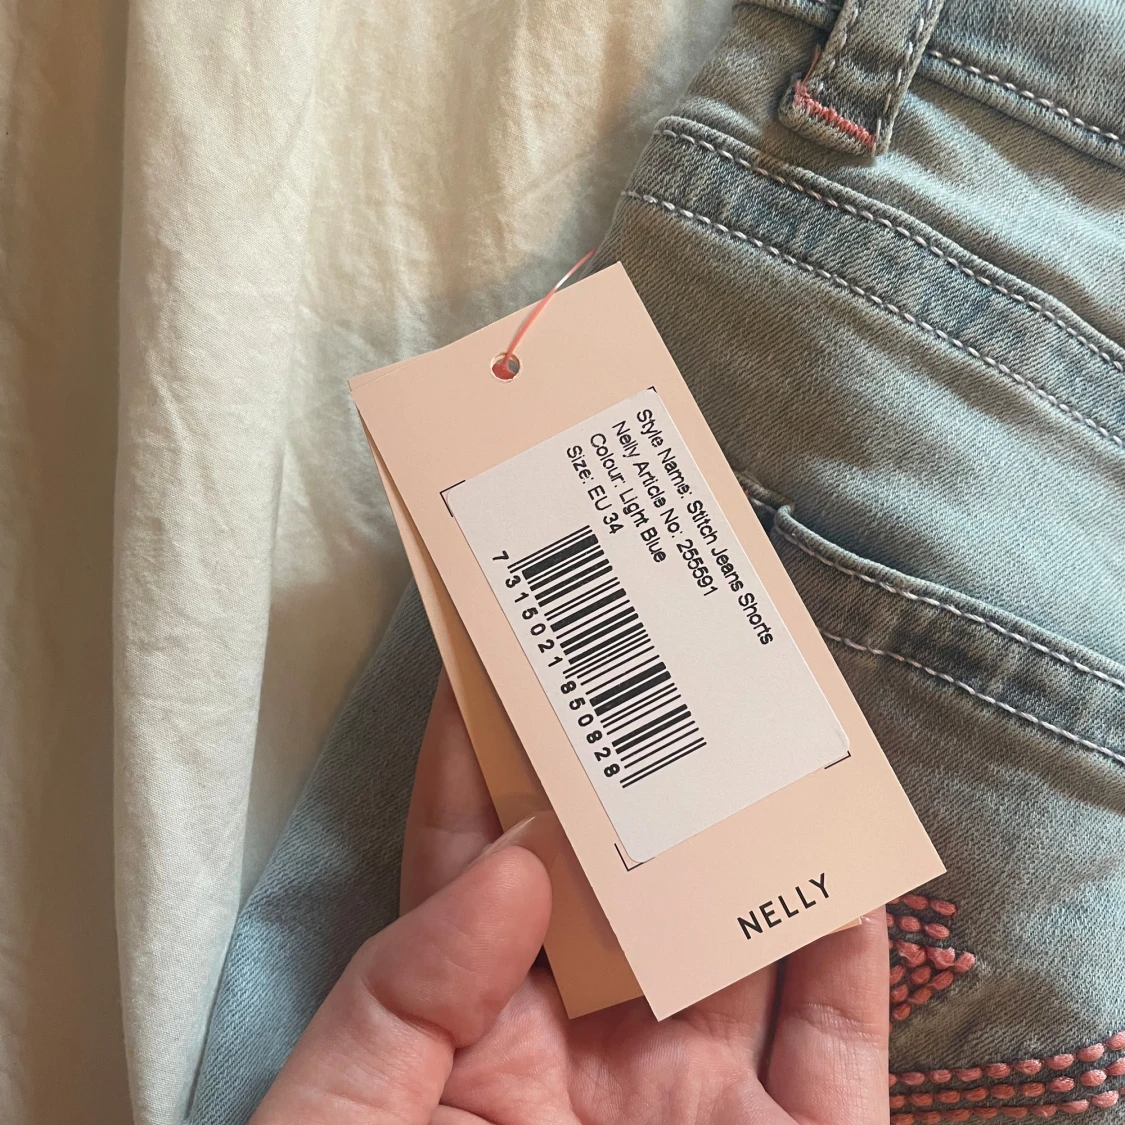 Style Name: Stitch Jeans Shorts
Nelly Article No: 255591
Colour: Light Blue
Size: EU 34
7 315021 850828
NELLY